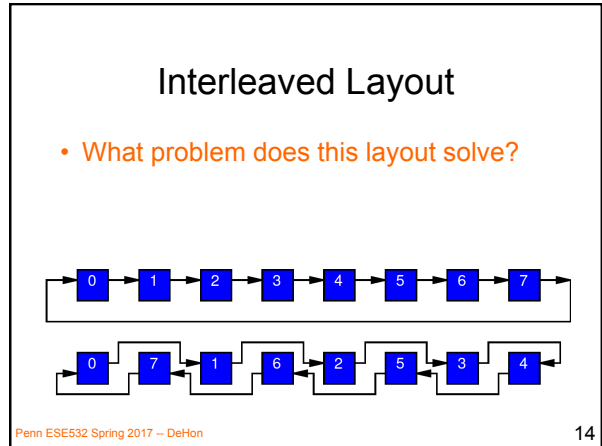 Interleaved Layout
• What problem does this layout solve?
0 1 2 3 4 5 6 7
0 7 1 6 2 5 3 4
Penn ESE532 Spring 2017 -- DeHon
14